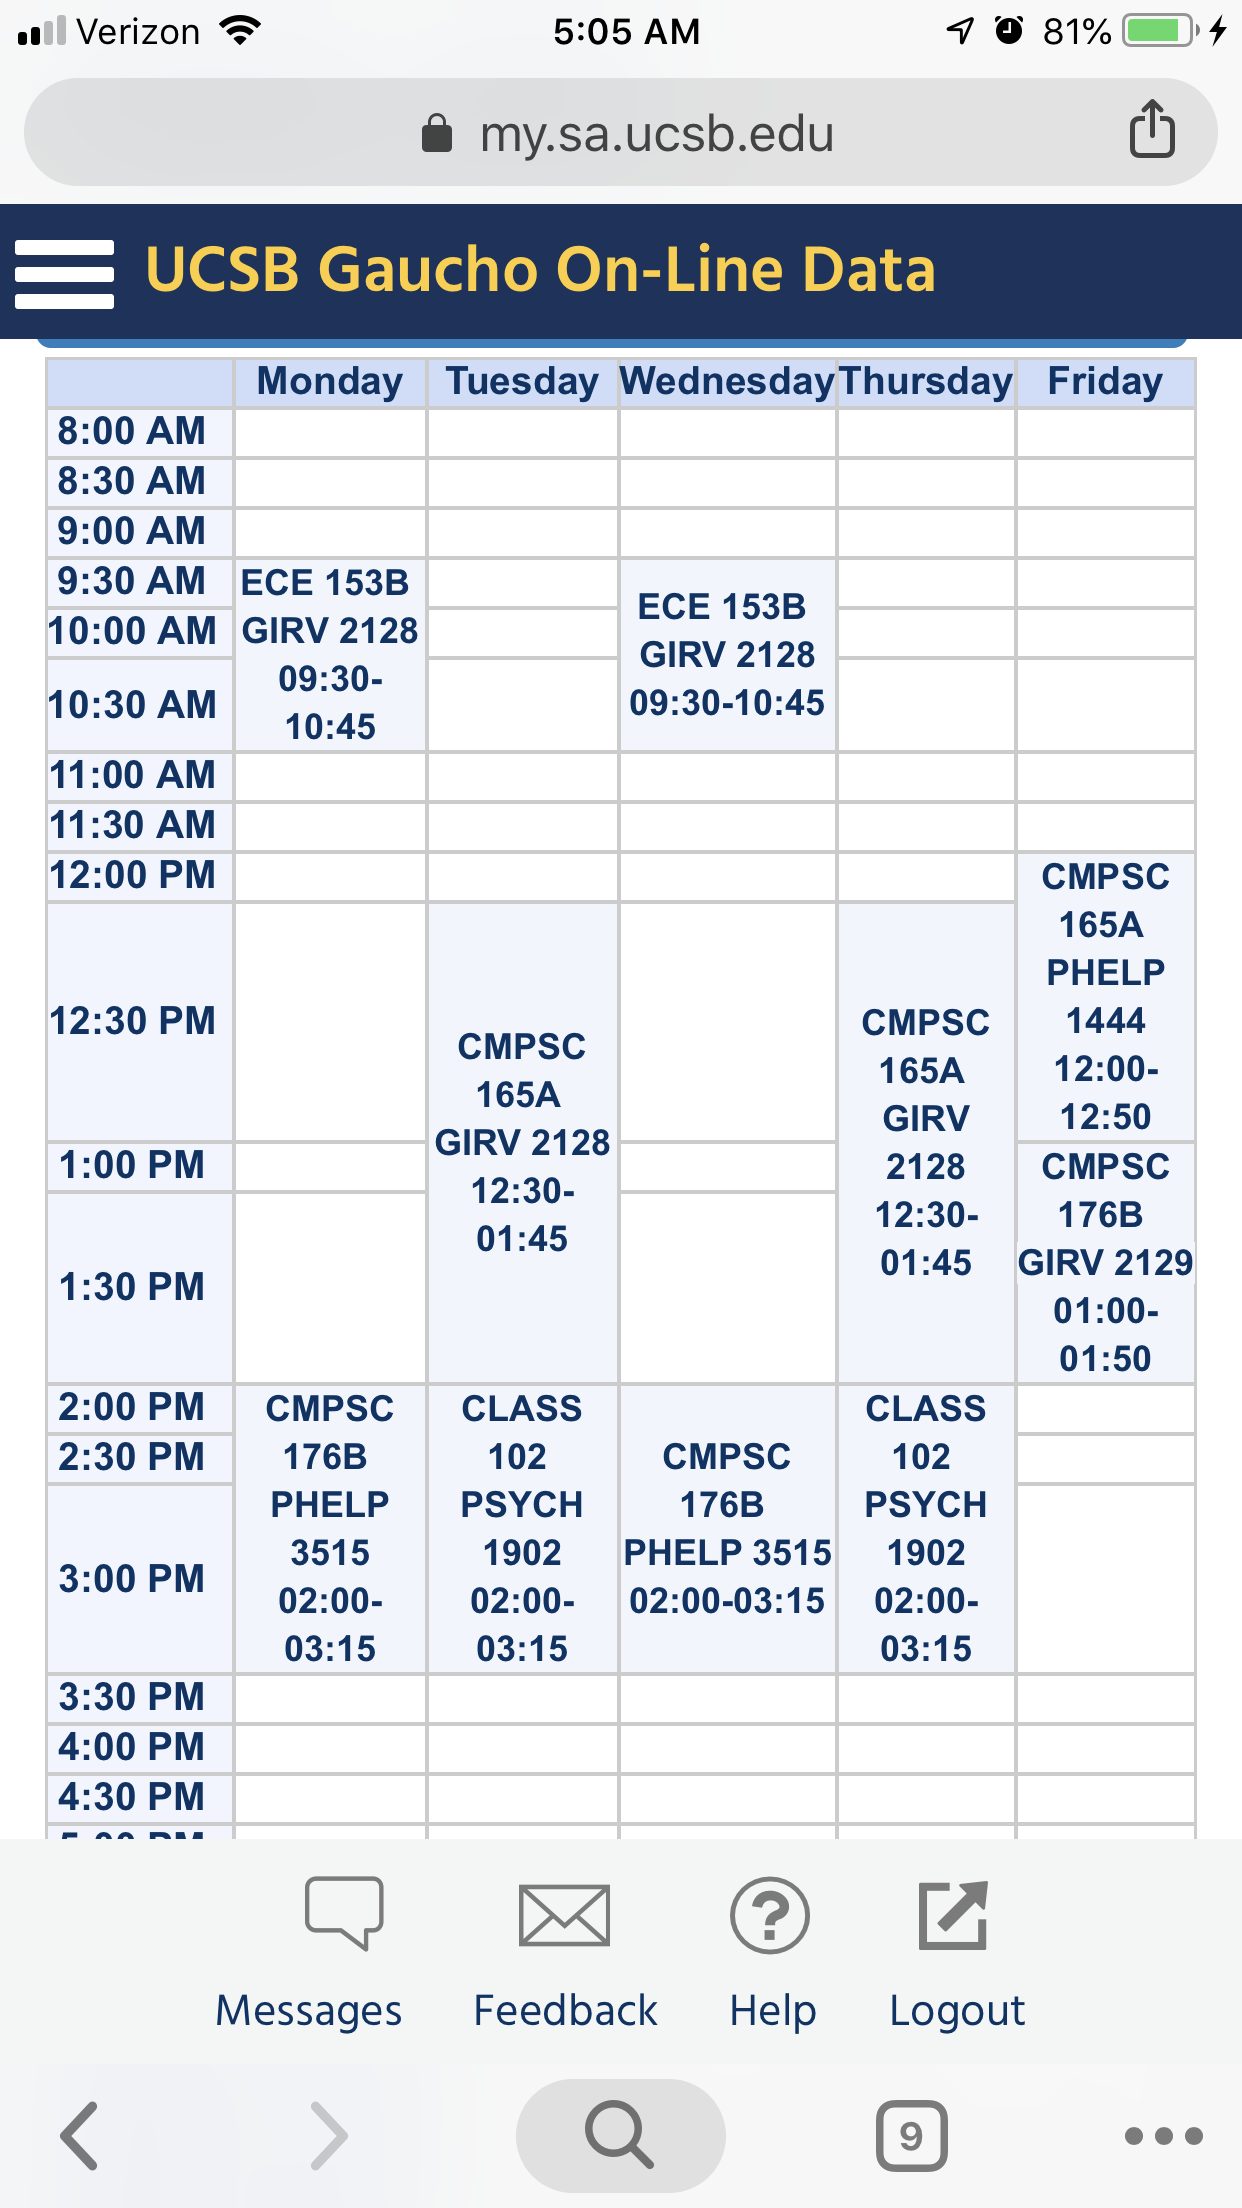 Verizon 5:05 AM 81%
my.sa.ucsb.edu
UCSB Gaucho On-Line Data
Monday Tuesday Wednesday Thursday Friday
8:00 AM
8:30 AM
9:00 AM
9:30 AM
10:00 AM
10:30 AM
ECE 153B
GIRV 2128
09:30-
10:45
ECE 153B
GIRV 2128
09:30-10:45
11:00 AM
11:30 AM
12:00 PM
12:30 PM
1:00 PM
1:30 PM
CMPSC
165A
GIRV 2128
12:30-
01:45
CMPSC
165A
GIRV
2128
12:30-
01:45
CMPSC
165A
PHELP
1444
12:00-
12:50
CMPSC
176B
GIRV 2129
01:00-
01:50
2:00 PM
2:30 PM
3:00 PM
CMPSC
176B
PHELP
3515
02:00-
03:15
CLASS
102
PSYCH
1902
02:00-
03:15
CMPSC
176B
PHELP 3515
02:00-03:15
CLASS
102
PSYCH
1902
02:00-
03:15
3:30 PM
4:00 PM
4:30 PM
Messages Feedback Help Logout
9